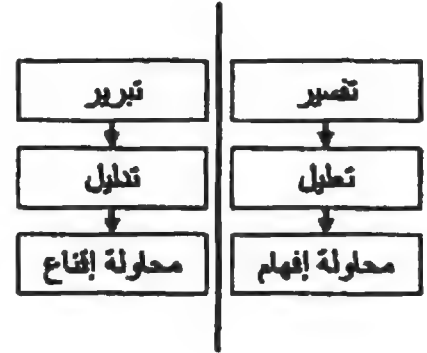 تفسير
تعليل
محاولة إفهام
تبرير
تدليل
محاولة إقناع